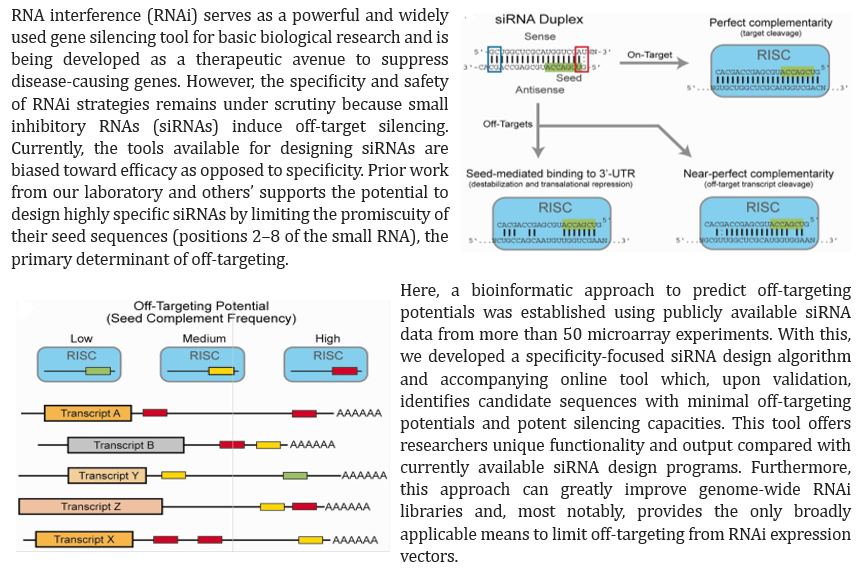 RNA interference (RNAi) serves as a powerful and widely
used gene silencing tool for basic biological research and is
being developed as a therapeutic avenue to suppress
disease-causing genes. However, the specificity and safety
of RNAi strategies remains under scrutiny because small
inhibitory RNAs (siRNAs) induce off-target silencing.
Currently, the tools available for designing siRNAs are
biased toward efficacy as opposed to specificity. Prior work
from our laboratory and others' supports the potential to
design highly specific siRNAs by limiting the promiscuity of
their seed sequences (positions 2–8 of the small RNA), the
primary determinant of off-targeting.
siRNA Duplex
Sense
Seed
Antisense
On-Target
Perfect complementarity
(target cleavage)
RISC
CACGACCGAGCGUACCAGCUG 5'
Off-Targets
Seed-mediated binding to 3'-UTR
(destabilization and transalational repression)
RISC
CACGACCGAGCGUACCAGCUG 5'
Near-perfect complementarity
(off-target transcript cleavage)
RISC
CACGACCGAGCGUACCAGCUG 5'
Off-Targeting Potential
(Seed Complement Frequency)
Low Medium High
RISC RISC RISC
Transcript A AAAAAA
Transcript B AAAAAA
Transcript Y AAAAAA
Transcript Z AAAAAA
Transcript X AAAAAA
Here, a bioinformatic approach to predict off-targeting
potentials was established using publicly available siRNA
data from more than 50 microarray experiments. With this,
we developed a specificity-focused siRNA design algorithm
and accompanying online tool which, upon validation,
identifies candidate sequences with minimal off-targeting
potentials and potent silencing capacities. This tool offers
researchers unique functionality and output compared with
currently available siRNA design programs. Furthermore,
this approach can greatly improve genome-wide RNAi
libraries and, most notably, provides the only broadly
applicable means to limit off-targeting from RNAi expression
vectors.